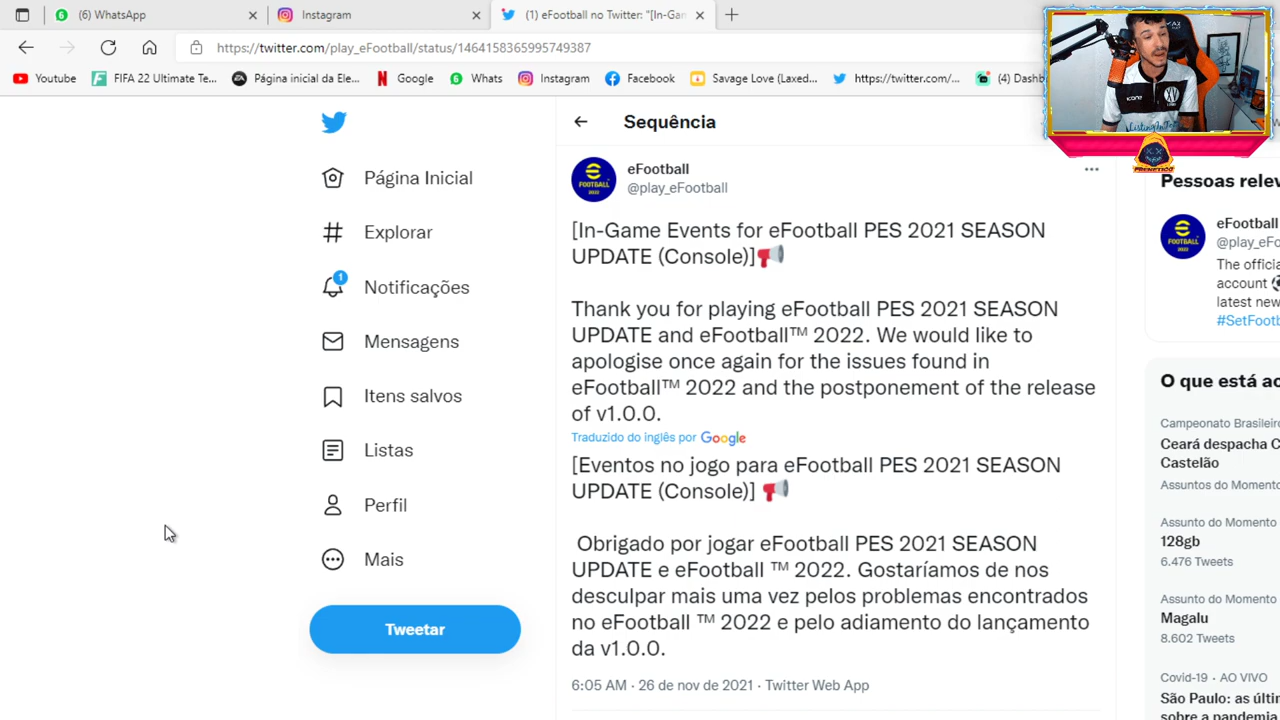 (6) WhatsApp
Instagram
(1) eFootball no Twitter: "[In-Gar
https://twitter.com/play_eFootball/status/1464158365995749387
Youtube
FIFA 22 Ultimate Te...
Página inicial da Ele...
Google
Whats
Instagram
Facebook
Savage Love (Laxed...
https://twitter.com/...
(4) Dashb
Página Inicial
Explorar
1
Notificações
Mensagens
Itens salvos
Listas
Perfil
Mais
Tweetar
Sequência
eFootball
@play_eFootball
[In-Game Events for eFootball PES 2021 SEASON
UPDATE (Console)]
Thank you for playing eFootball PES 2021 SEASON
UPDATE and eFootball™ 2022. We would like to
apologise once again for the issues found in
eFootball™ 2022 and the postponement of the release
of v1.0.0.
Traduzido do inglês por Google
[Eventos no jogo para eFootball PES 2021 SEASON
UPDATE (Console)]
Obrigado por jogar eFootball PES 2021 SEASON
UPDATE e eFootball ™ 2022. Gostaríamos de nos
desculpar mais uma vez pelos problemas encontrados
no eFootball ™ 2022 e pelo adiamento do lançamento
da v1.0.0.
6:05 AM · 26 de nov de 2021 · Twitter Web App
FRENETICO
Pessoas relev
eFootball
@play_eFo
The officia
account
latest new
#SetFootb
O que está ac
Campeonato Brasileiro
Ceará despacha C
Castelão
Assuntos do Momento
Assunto do Momento
128gb
6.476 Tweets
Assunto do Momento
Magalu
8.602 Tweets
Covid-19 · AO VIVO
São Paulo: as últin
sobre a pandemia